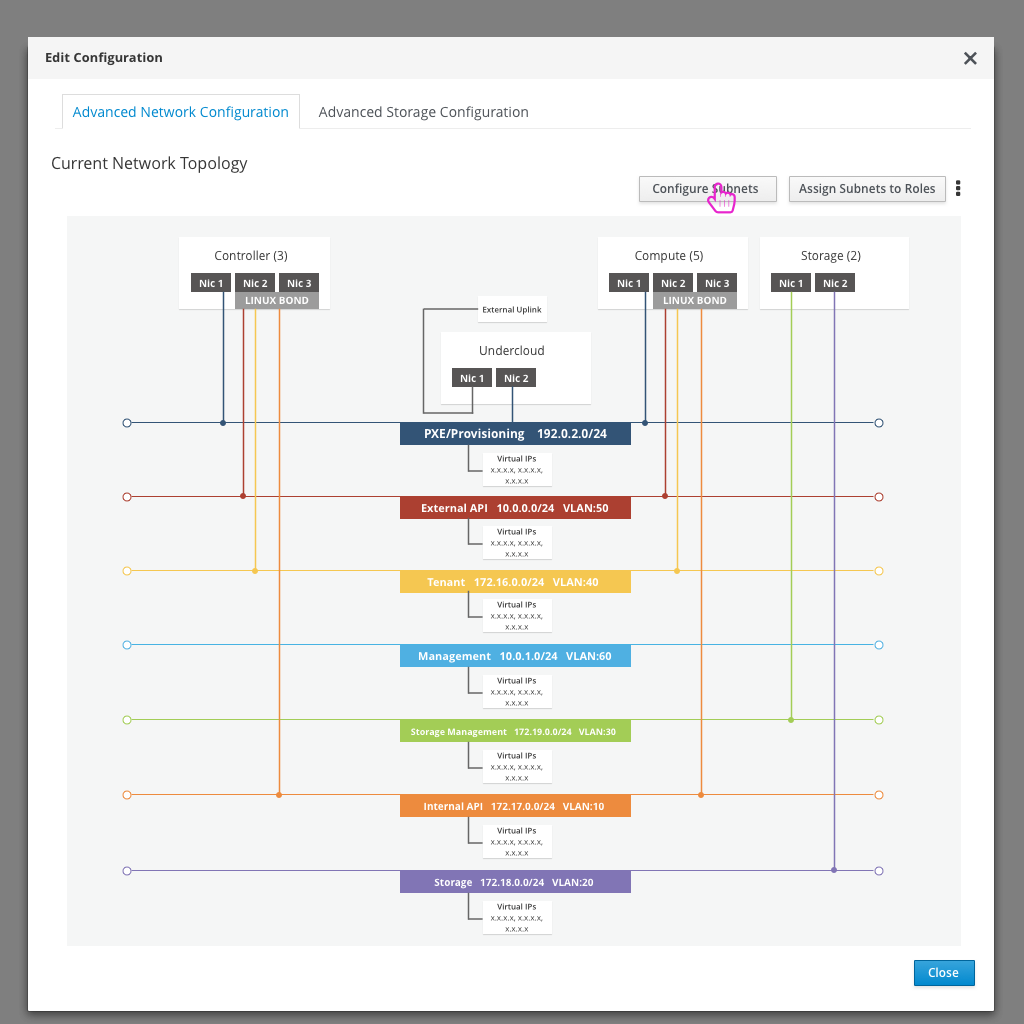 Edit Configuration
Advanced Network Configuration Advanced Storage Configuration
Current Network Topology
Configure Subnets Assign Subnets to Roles
Controller (3)
Nic 1 Nic 2 Nic 3
LINUX BOND
Compute (5)
Nic 1 Nic 2 Nic 3
LINUX BOND
Storage (2)
Nic 1 Nic 2
External Uplink
Undercloud
Nic 1 Nic 2
PXE/Provisioning 192.0.2.0/24
Virtual IPs
x.x.x.x, x.x.x.x,
x.x.x.x
External API 10.0.0.0/24 VLAN:50
Virtual IPs
x.x.x.x, x.x.x.x,
x.x.x.x
Tenant 172.16.0.0/24 VLAN:40
Virtual IPs
x.x.x.x, x.x.x.x,
x.x.x.x
Management 10.0.1.0/24 VLAN:60
Virtual IPs
x.x.x.x, x.x.x.x,
x.x.x.x
Storage Management 172.19.0.0/24 VLAN:30
Virtual IPs
x.x.x.x, x.x.x.x,
x.x.x.x
Internal API 172.17.0.0/24 VLAN:10
Virtual IPs
x.x.x.x, x.x.x.x,
x.x.x.x
Storage 172.18.0.0/24 VLAN:20
Virtual IPs
x.x.x.x, x.x.x.x,
x.x.x.x
Close